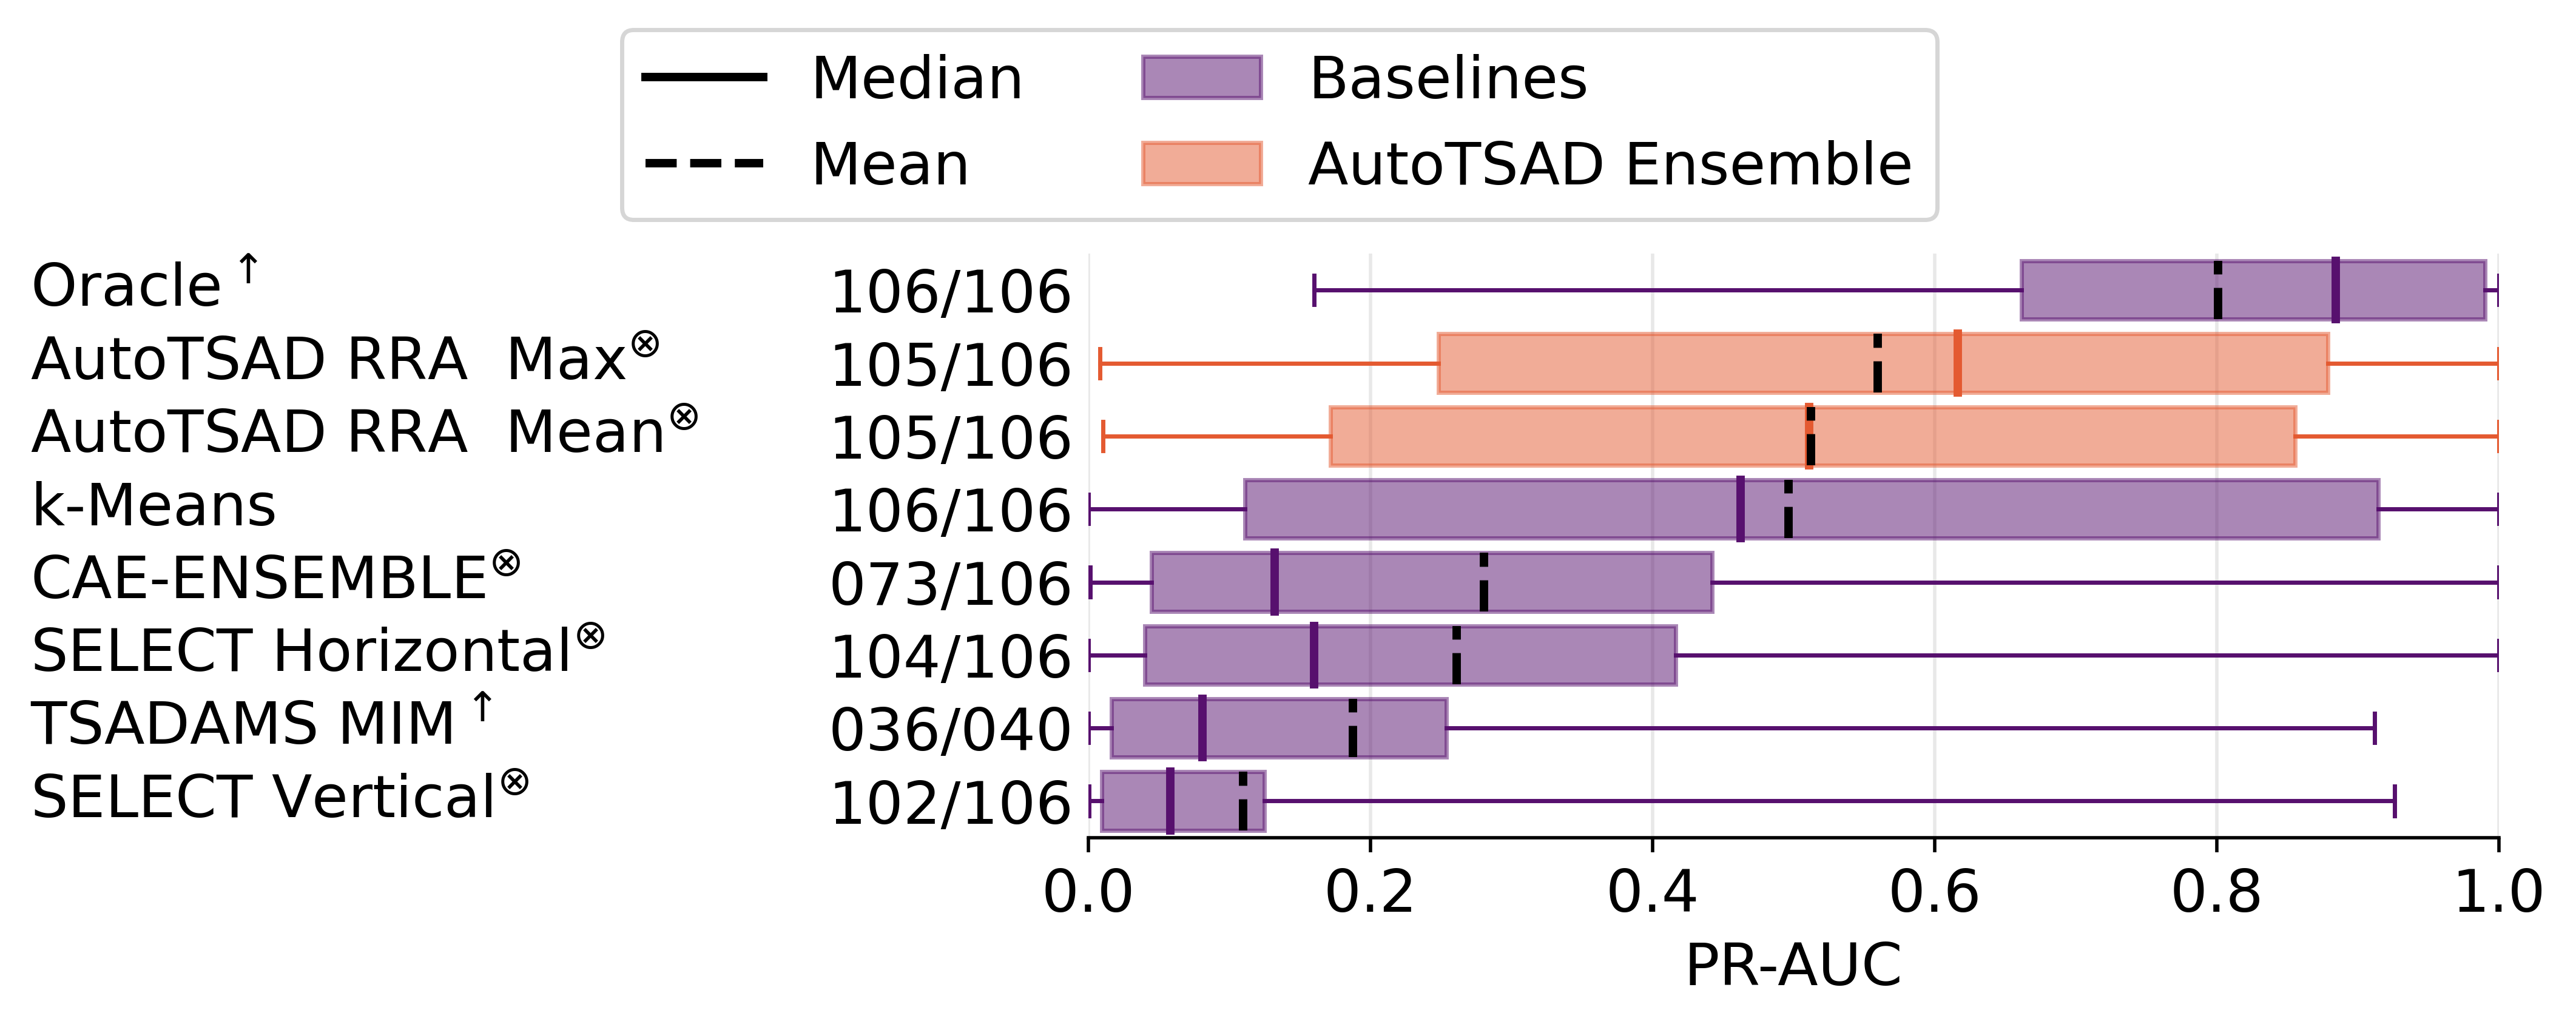 Median Baselines
Mean AutoTSAD Ensemble
Oracle ↑ 106/106
AutoTSAD RRA  Max⊗ 105/106
AutoTSAD RRA  Mean⊗ 105/106
k-Means 106/106
CAE-ENSEMBLE⊗ 073/106
SELECT Horizontal⊗ 104/106
TSADAMS MIM ↑ 036/040
SELECT Vertical⊗ 102/106
0.0 0.2 0.4 0.6 0.8 1.0
PR-AUC